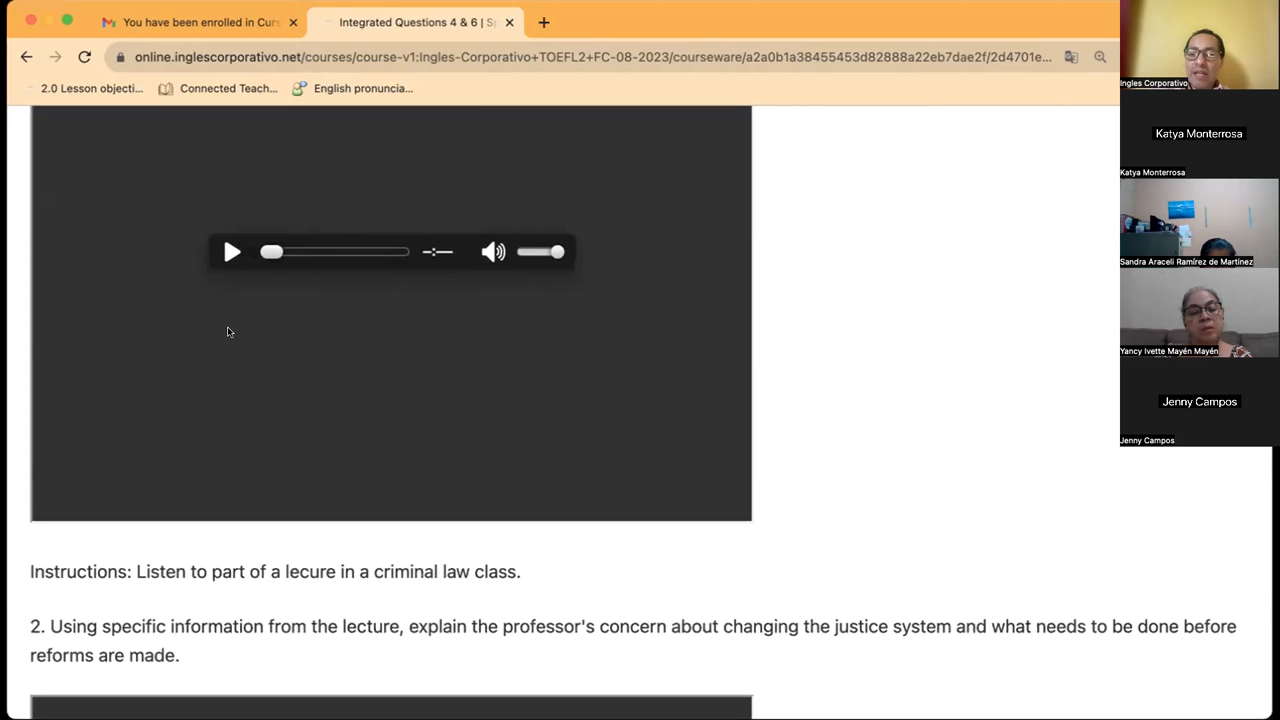 You have been enrolled in Curs
Integrated Questions 4 & 6 | Sp
online.inglescorporativo.net/courses/course-v1:Ingles-Corporativo+TOEFL2+FC-08-2023/courseware/a2a0b1a38455453d82888a22eb7dae2f/2d4701e...
2.0 Lesson objecti...
Connected Teach...
English pronuncia...
Ingles Corporativo
Katya Monterrosa
Katya Monterrosa
Sandra Araceli Ramírez de Martinez
Yancy Ivette Mayén Mayén
Jenny Campos
Jenny Campos
Instructions: Listen to part of a lecure in a criminal law class.
2. Using specific information from the lecture, explain the professor's concern about changing the justice system and what needs to be done before
reforms are made.